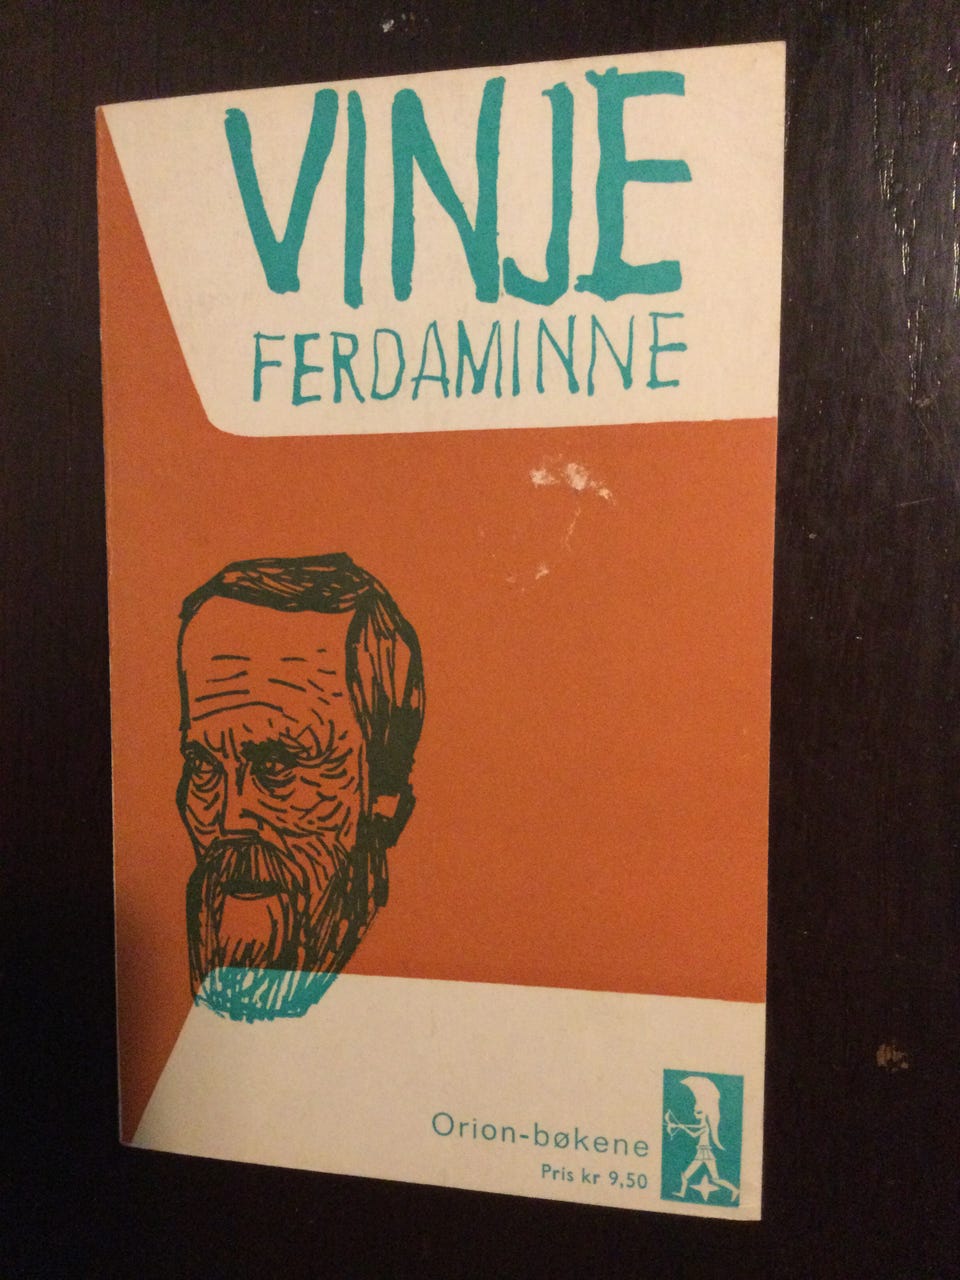 VINJE
FERDAMINNE
Orion-bøkene
Pris kr 9,50